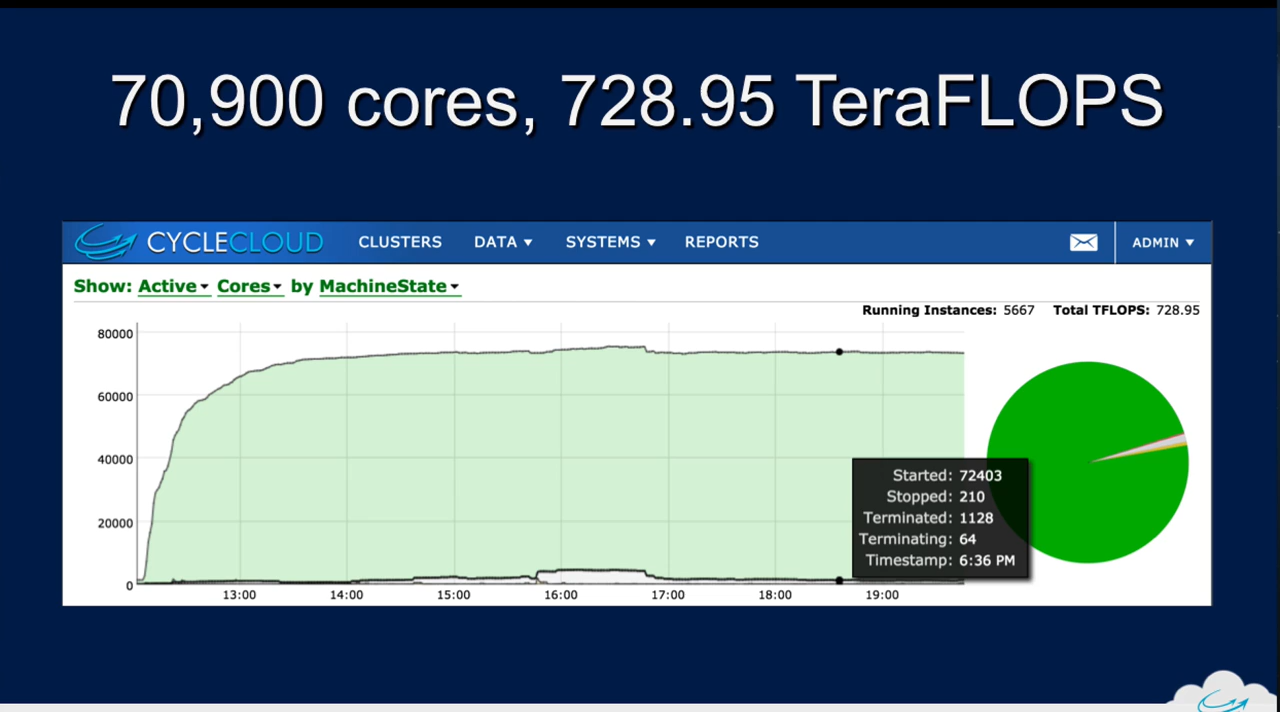 70,900 cores, 728.95 TeraFLOPS
CYCLECLOUD CLUSTERS DATA SYSTEMS REPORTS ADMIN
Show: Active Cores by MachineState
Running Instances: 5667 Total TFLOPS: 728.95
80000
60000
40000
20000
0
Started: 72403
Stopped: 210
Terminated: 1128
Terminating: 64
Timestamp: 6:36 PM
13:00 14:00 15:00 16:00 17:00 18:00 19:00